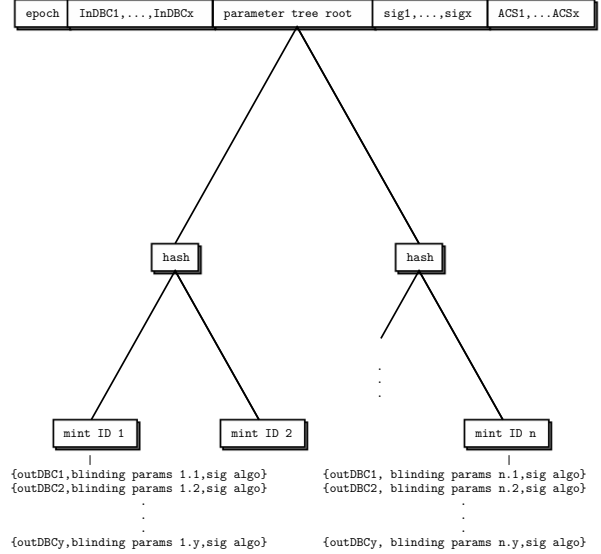 epoch InDBC1,...,InDBCx parameter tree root sig1,...,sigx ACS1,...ACSx
hash hash
.
.
.
mint ID 1 mint ID 2 mint ID n
{outDBC1,blinding params 1.1,sig algo} {outDBC1, blinding params n.1,sig algo}
{outDBC2,blinding params 1.2,sig algo} {outDBC2, blinding params n.2,sig algo}
. .
. .
. .
{outDBCy,blinding params 1.y,sig algo} {outDBCy, blinding params n.y,sig algo}